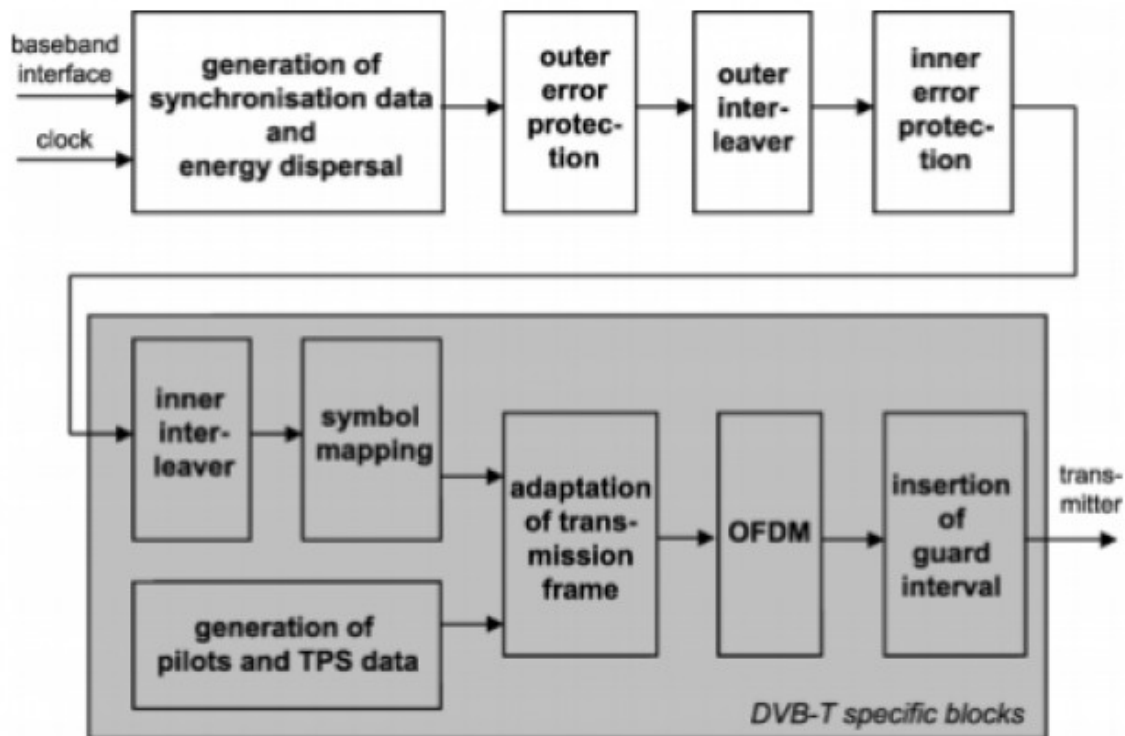 baseband
interface
clock
generation of
synchronisation data
and
energy dispersal
outer
error
protec-
tion
outer
inter-
leaver
inner
error
protec-
tion
inner
inter-
leaver
symbol
mapping
generation of
pilots and TPS data
adaptation
of trans-
mission
frame
OFDM
insertion
of
guard
interval
trans-
mitter
DVB-T specific blocks